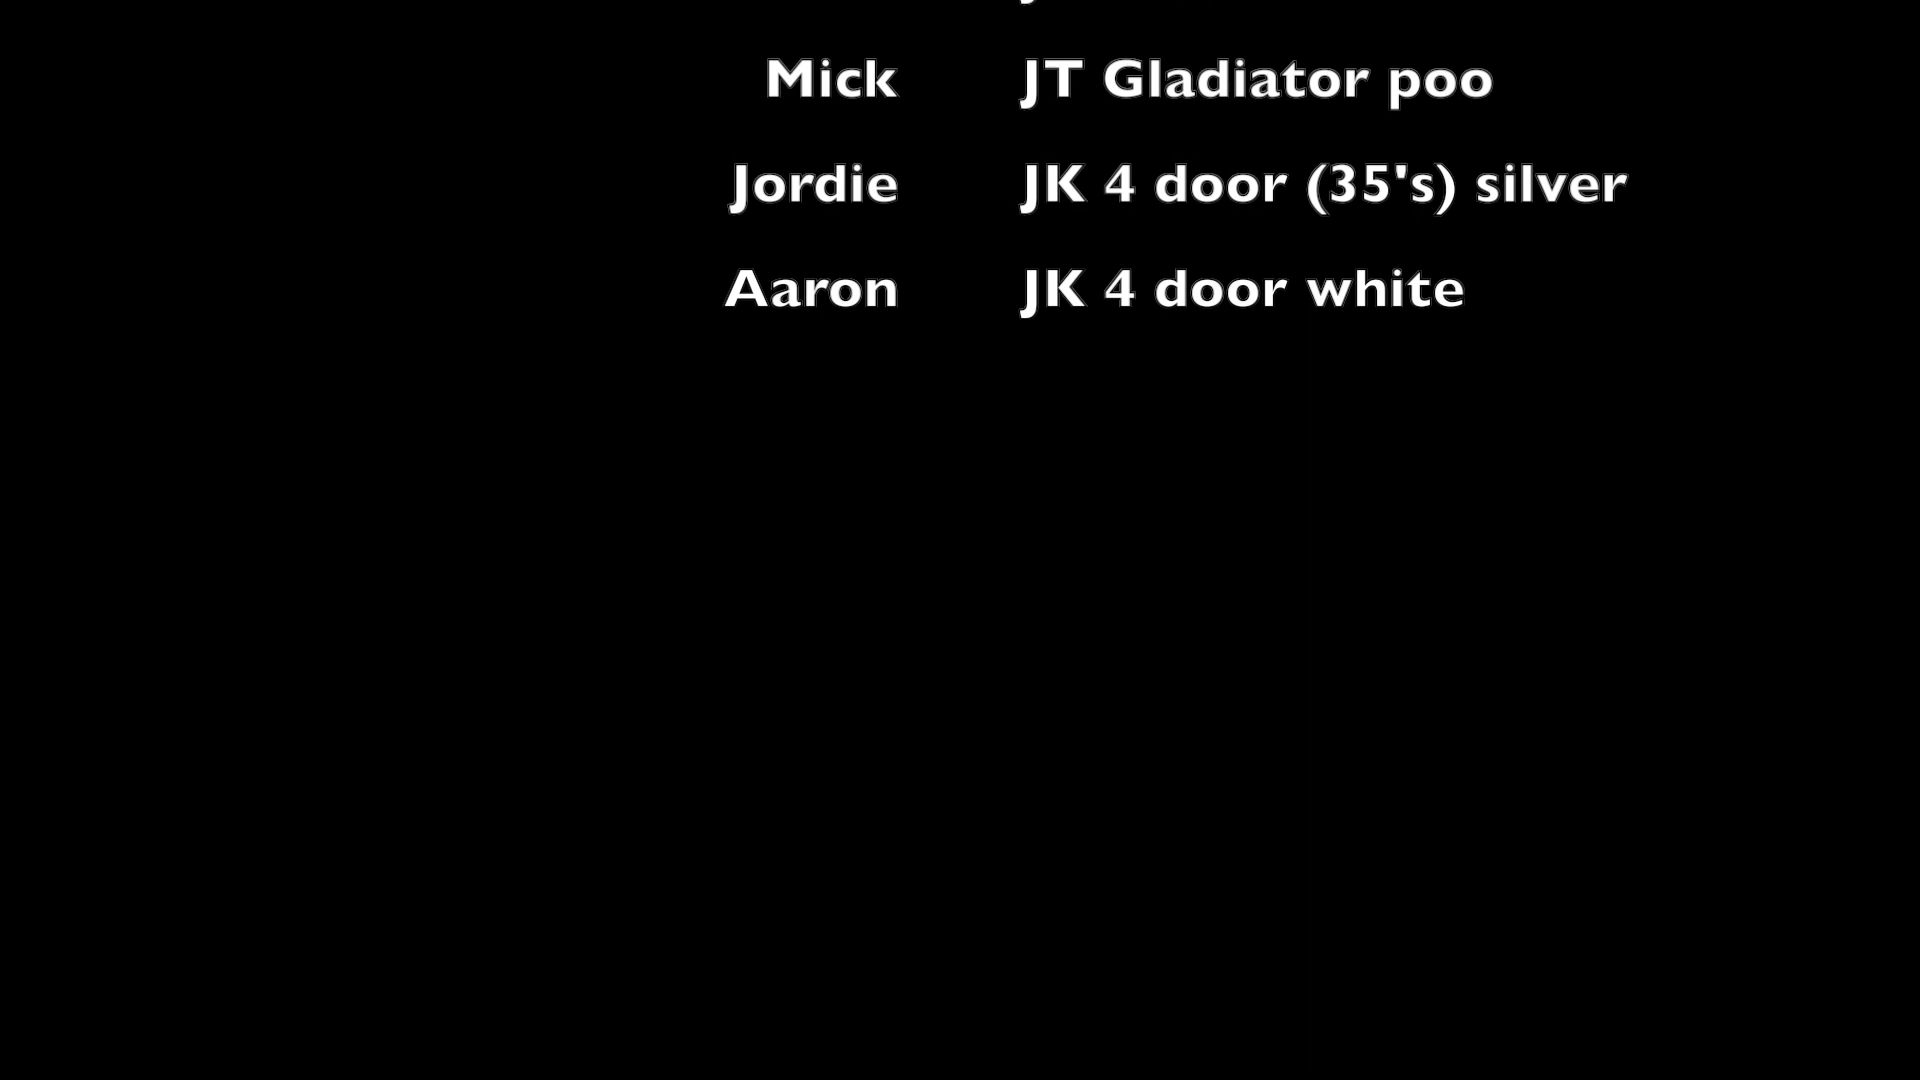 Mick JT Gladiator poo
Jordie JK 4 door (35's) silver
Aaron JK 4 door white